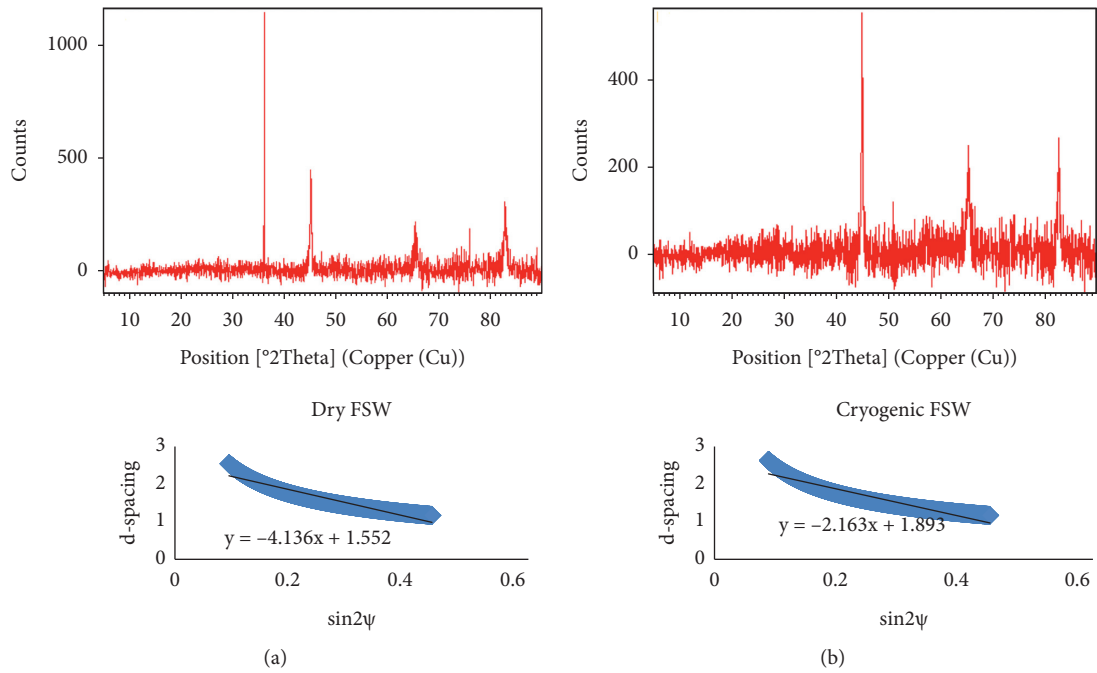 1000
500
0
Counts
10 20 30 40 50 60 70 80
Position [°2Theta] (Copper (Cu))
400
200
0
Counts
10 20 30 40 50 60 70 80
Position [°2Theta] (Copper (Cu))
Dry FSW
3
2
1
0
d-spacing
y = –4.136x + 1.552
0 0.2 0.4 0.6
sin2ψ
(a)
Cryogenic FSW
3
2
1
0
d-spacing
y = –2.163x + 1.893
0 0.2 0.4 0.6
sin2ψ
(b)